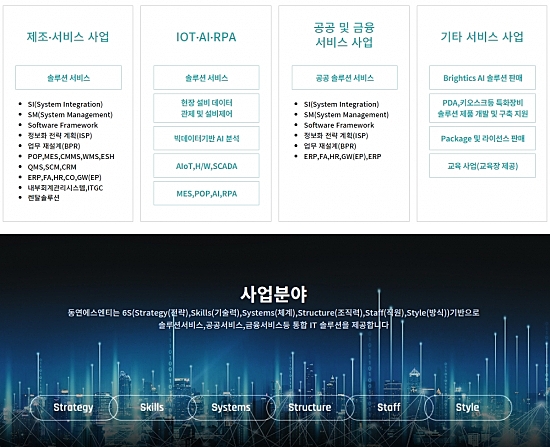 제조·서비스 사업
솔루션 서비스
SI(System Integration)
SM(System Management)
Software Framework
정보화 전략 계획(ISP)
업무 재설계(BPR)
POP,MES,CMMS,WMS,ESH
QMS,SCM,CRM
ERP,FA,HR,CO,GW(EP)
내부회계관리시스템,ITGC
렌탈솔루션
IOT·AI·RPA
솔루션 서비스
현장 설비 데이터
관제 및 설비제어
빅데이터기반 AI 분석
AIoT,H/W,SCADA
MES,POP,AI,RPA
공공 및 금융
서비스 사업
공공 솔루션 서비스
SI(System Integration)
SM(System Management)
Software Framework
정보화 전략 계획(ISP)
업무 재설계(BPR)
ERP,FA,HR,GW(EP),ERP
기타 서비스 사업
Brightics AI 솔루션 판매
PDA,키오스크등 특화장비
솔루션 제품 개발 및 구축 지원
Package 및 라이선스 판매
교육 사업(교육장 제공)
사업분야
동연에스엔티는 6S(Strategy(전략),Skills(기술력),Systems(체계),Structure(조직력),Staff(직원),Style(방식))기반으로
솔루션서비스,공공서비스,금융서비스등 통합 IT 솔루션을 제공합니다
Strategy
Skills
Systems
Structure
Staff
Style